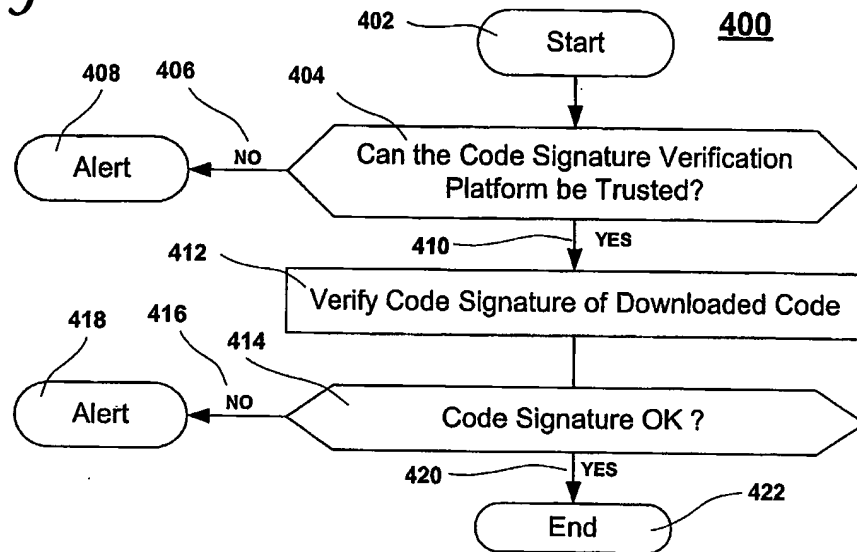 402
Start
400
408
406
404
Alert
NO
Can the Code Signature Verification
Platform be Trusted?
410
YES
412
Verify Code Signature of Downloaded Code
418
416
414
Alert
NO
Code Signature OK ?
420
YES
422
End